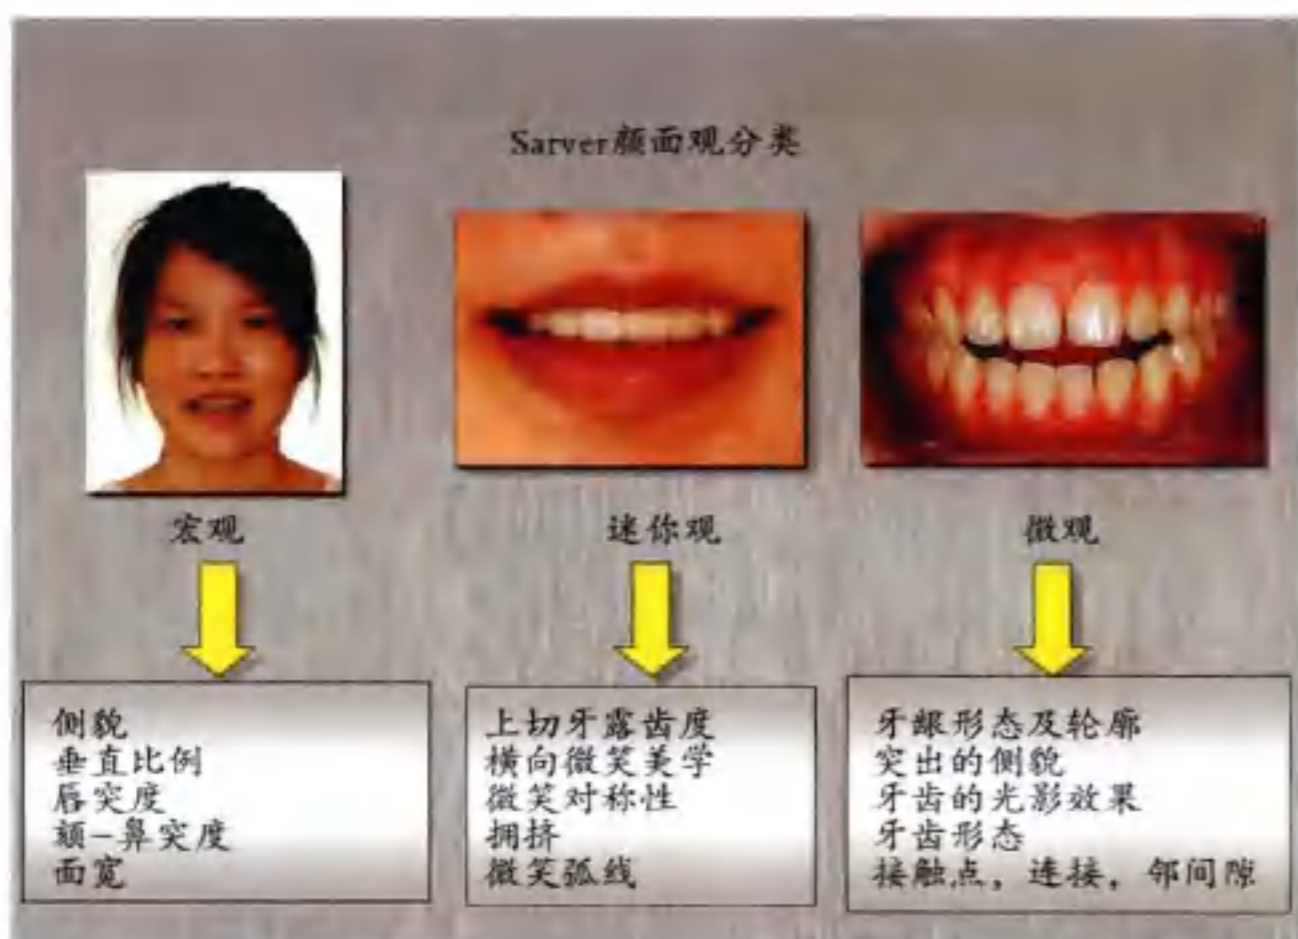 Sarver颜面观分类
宏观
迷你观
微观
侧貌
垂直比例
唇突度
颏-鼻突度
面宽
上切牙露齿度
横向微笑美学
微笑对称性
拥挤
微笑弧线
牙龈形态及轮廓
突出的侧貌
牙齿的光影效果
牙齿形态
接触点，连接，邻间隙